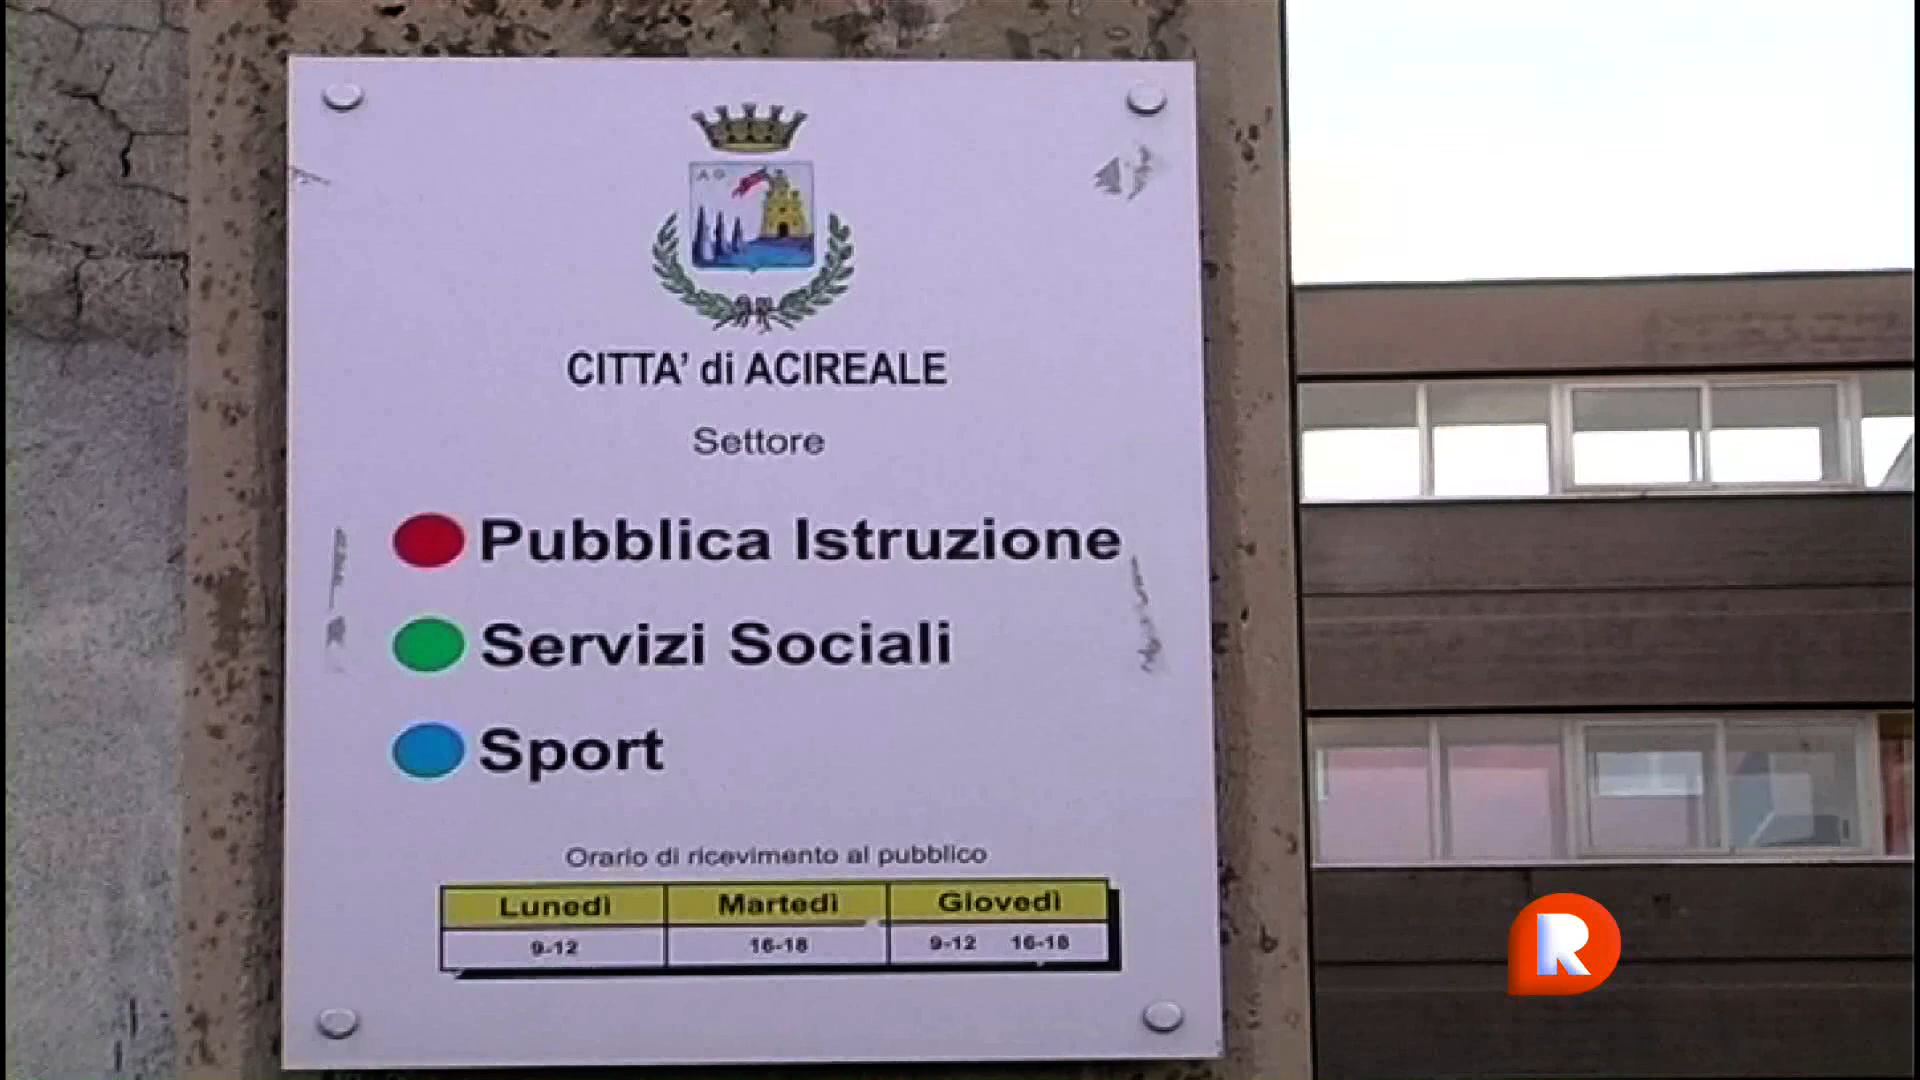 A G
CITTA' di ACIREALE
Settore
Pubblica Istruzione
Servizi Sociali
Sport
Orario di ricevimento al pubblico
Lunedì Martedì Giovedì
9-12 16-18 9-12 16-18
R